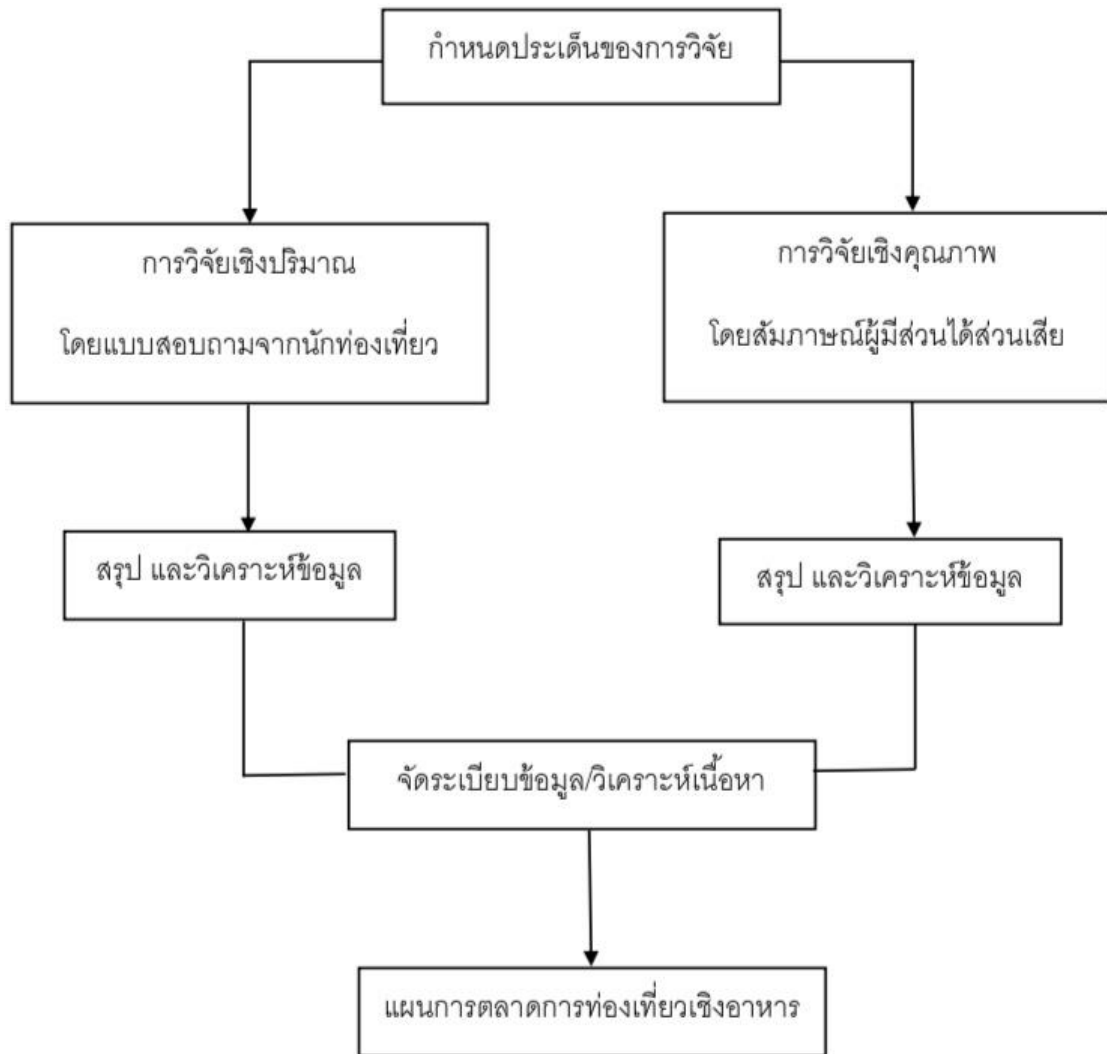 กำหนดประเด็นของการวิจัย
การวิจัยเชิงปริมาณ
โดยแบบสอบถามจากนักท่องเที่ยว
การวิจัยเชิงคุณภาพ
โดยสัมภาษณ์ผู้มีส่วนได้ส่วนเสีย
สรุป และวิเคราะห์ข้อมูล
สรุป และวิเคราะห์ข้อมูล
จัดระเบียบข้อมูล/วิเคราะห์เนื้อหา
แผนการตลาดการท่องเที่ยวเชิงอาหาร